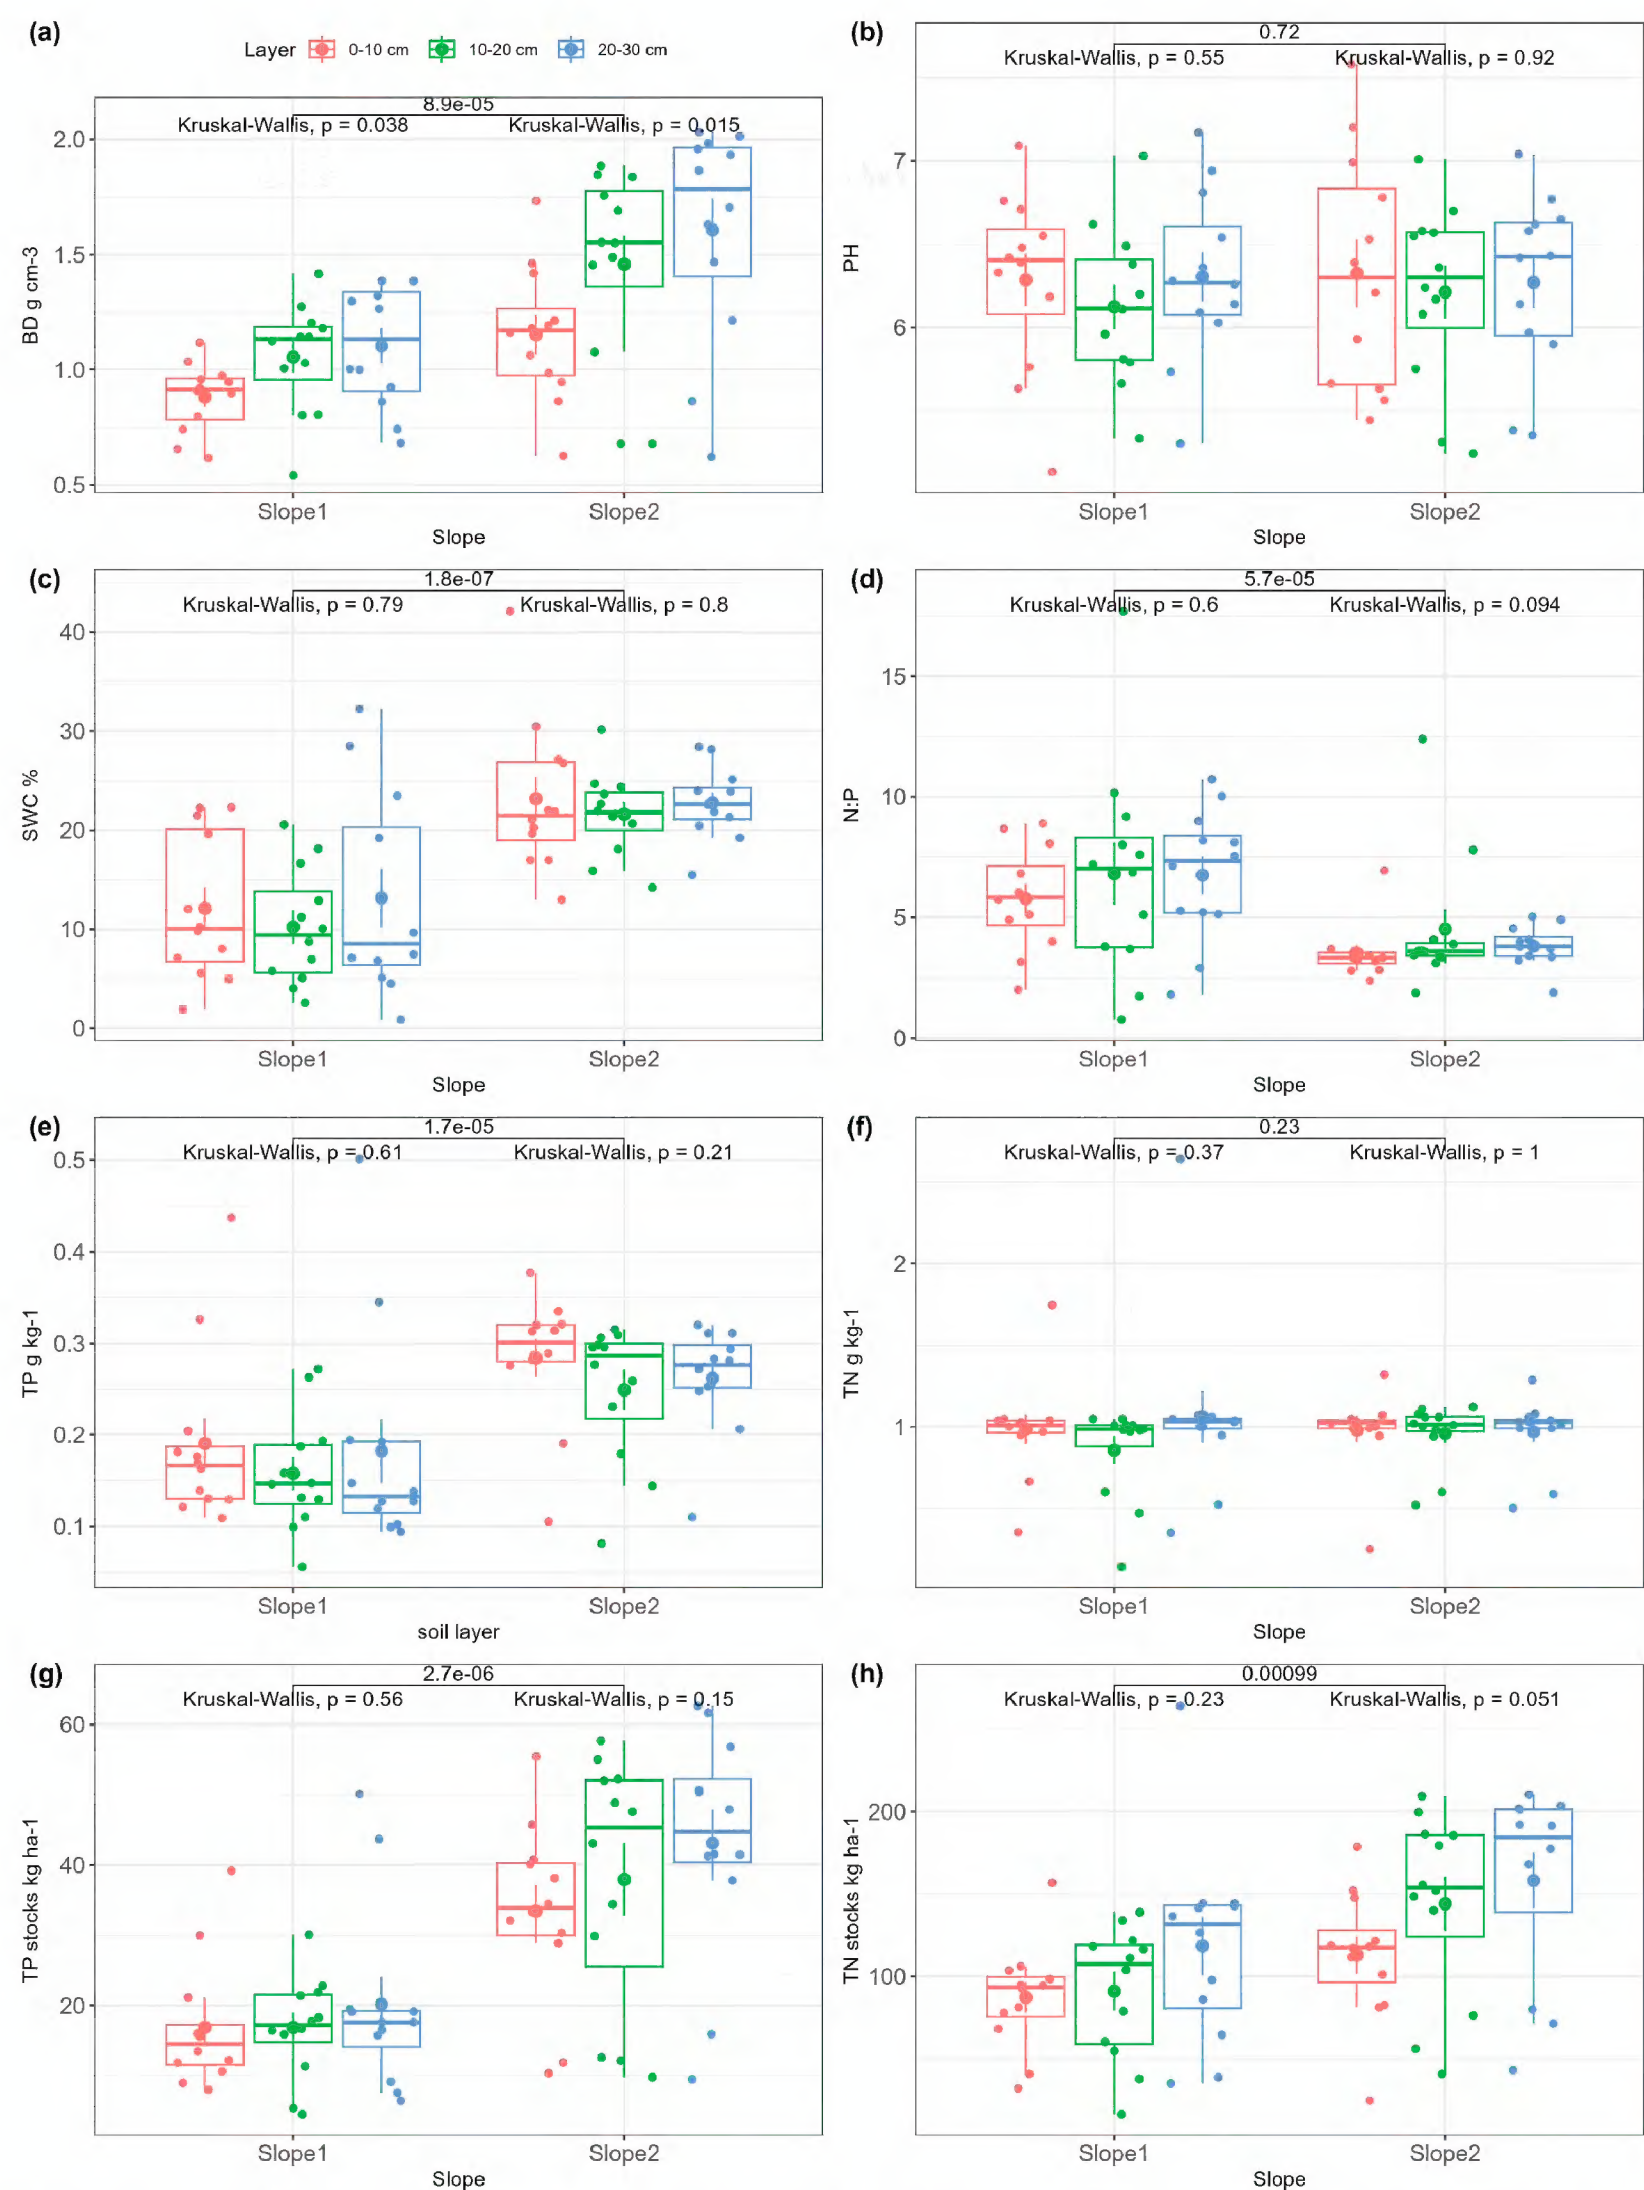 (a)
Layer 0-10 cm 10-20 cm 20-30 cm
8.9e-05
Kruskal-Wallis, p = 0.038
Kruskal-Wallis, p = 0.015
2.0
1.5
1.0
0.5
BD g cm-3
Slope1
Slope2
Slope
(b)
0.72
Kruskal-Wallis, p = 0.55
Kruskal-Wallis, p = 0.92
7
6
PH
Slope1
Slope2
Slope
(c)
1.8e-07
Kruskal-Wallis, p = 0.79
Kruskal-Wallis, p = 0.8
40
30
20
10
0
SWC %
Slope1
Slope2
Slope
(d)
5.7e-05
Kruskal-Wallis, p = 0.6
Kruskal-Wallis, p = 0.094
15
10
5
0
N:P
Slope1
Slope2
Slope
(e)
1.7e-05
Kruskal-Wallis, p = 0.61
Kruskal-Wallis, p = 0.21
0.5
0.4
0.3
0.2
0.1
TP g kg-1
Slope1
Slope2
soil layer
(f)
0.23
Kruskal-Wallis, p = 0.37
Kruskal-Wallis, p = 1
2
1
TN g kg-1
Slope1
Slope2
Slope
(g)
2.7e-06
Kruskal-Wallis, p = 0.56
Kruskal-Wallis, p = 0.15
60
40
20
TP stocks kg ha-1
Slope1
Slope2
Slope
(h)
0.00099
Kruskal-Wallis, p = 0.23
Kruskal-Wallis, p = 0.051
200
100
TN stocks kg ha-1
Slope1
Slope2
Slope